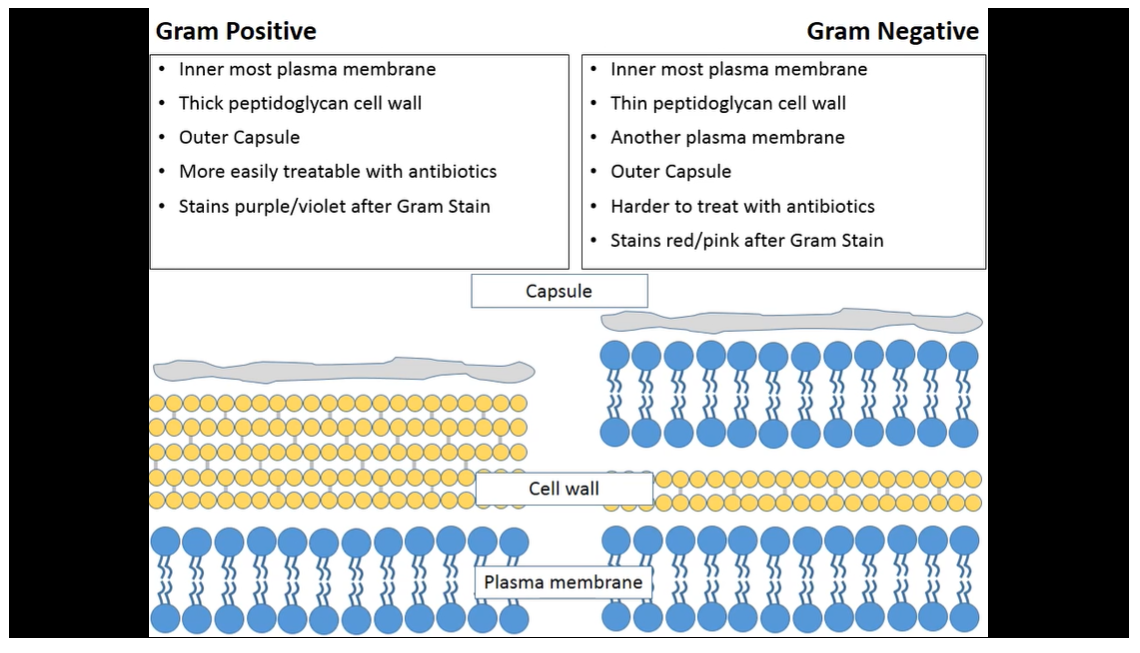 Gram Positive
• Inner most plasma membrane
• Thick peptidoglycan cell wall
• Outer Capsule
• More easily treatable with antibiotics
• Stains purple/violet after Gram Stain
Gram Negative
• Inner most plasma membrane
• Thin peptidoglycan cell wall
• Another plasma membrane
• Outer Capsule
• Harder to treat with antibiotics
• Stains red/pink after Gram Stain
Capsule
Cell wall
Plasma membrane